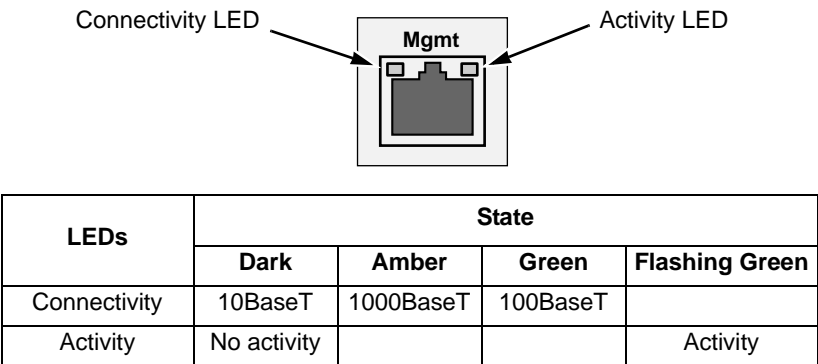 Connectivity LED
Activity LED
Mgmt
LEDs
State
Dark Amber Green Flashing Green
Connectivity 10BaseT 1000BaseT 100BaseT
Activity No activity Activity